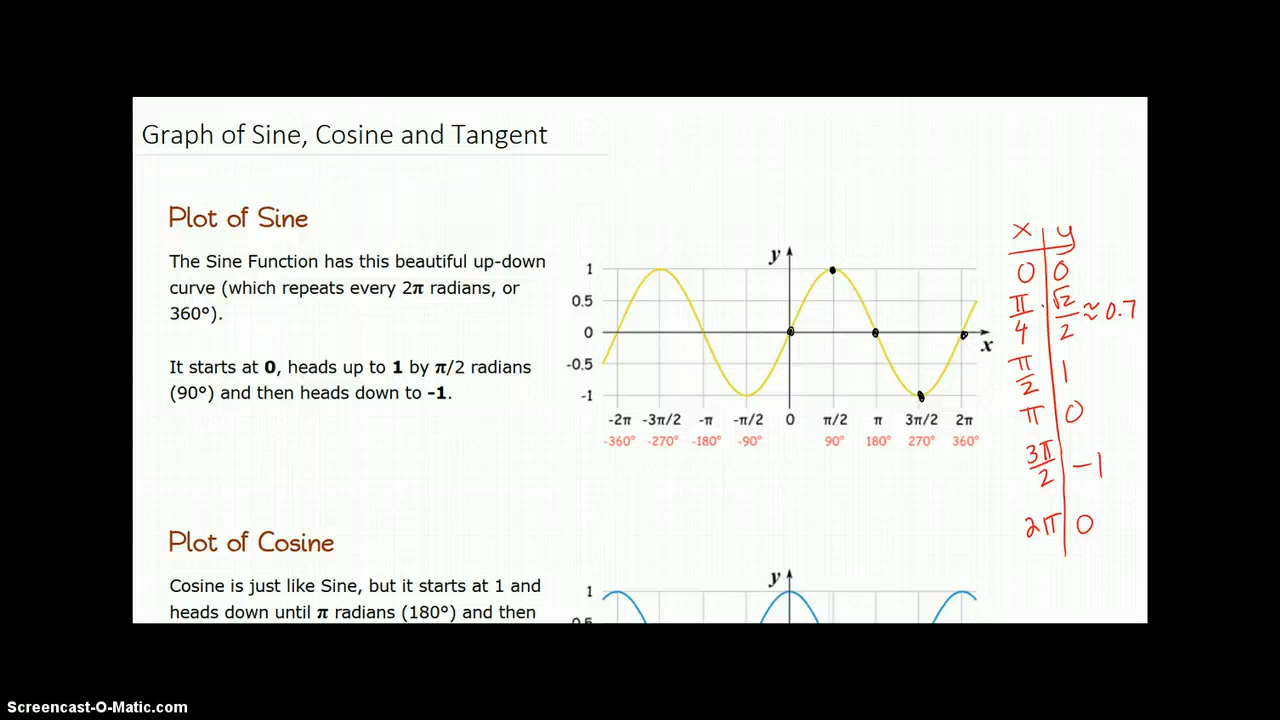 Graph of Sine, Cosine and Tangent
Plot of Sine
The Sine Function has this beautiful up-down
curve (which repeats every 2π radians, or
360°).
It starts at 0, heads up to 1 by π/2 radians
(90°) and then heads down to -1.
y
1
0.5
0
-0.5
-1
x
-2π -3π/2 -π -π/2 0 π/2 π 3π/2 2π
-360° -270° -180° -90° 90° 180° 270° 360°
x y
0 0
π/4 √2/2 ≈ 0.7
π/2 1
π 0
3π/2 -1
2π 0
Plot of Cosine
Cosine is just like Sine, but it starts at 1 and
heads down until π radians (180°) and then
y
1
0.5
Screencast-O-Matic.com